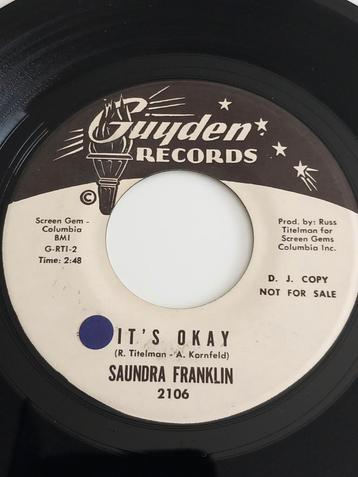 Guyden
RECORDS
©
Screen Gem -
Columbia
BMI
G-RTI-2
Time: 2:48
Prod. by: Russ
Titelman for
Screen Gems
Columbia Inc.
D. J. COPY
NOT FOR SALE
IT'S OKAY
(R. Titelman - A. Kornfeld)
SAUNDRA FRANKLIN
2106